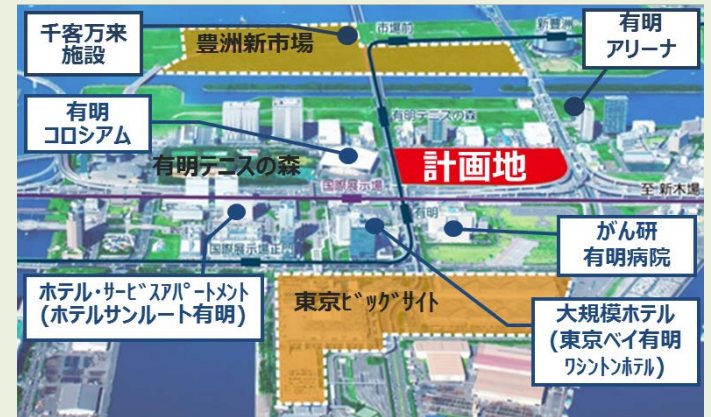 千客万来
施設
豊洲新市場
市場前
新豊洲
有明
アリーナ
有明
コロシアム
有明テニスの森
有明テニスの森
計画地
国際展示場
至 新木場
有明
国際展示場正門
がん研
有明病院
ホテル・サービスアパートメント
(ホテルサンルート有明)
東京ビッグサイト
大規模ホテル
(東京ベイ有明
ワシントンホテル)